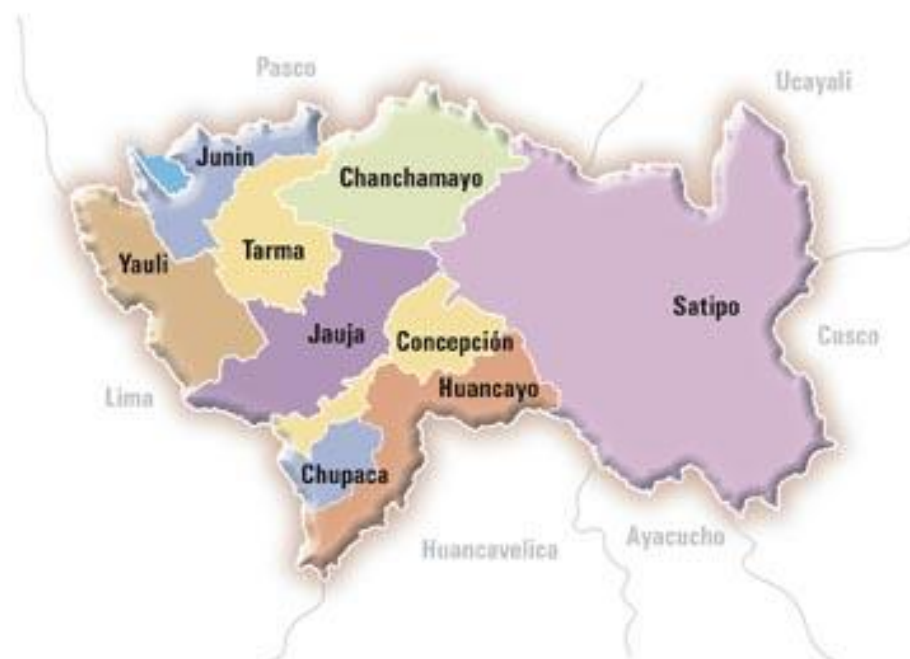 Pasco
Ucayali
Junin
Chanchamayo
Tarma
Yauli
Satipo
Jauja
Concepción
Cusco
Lima
Huancayo
Chupaca
Huancavelica
Ayacucho